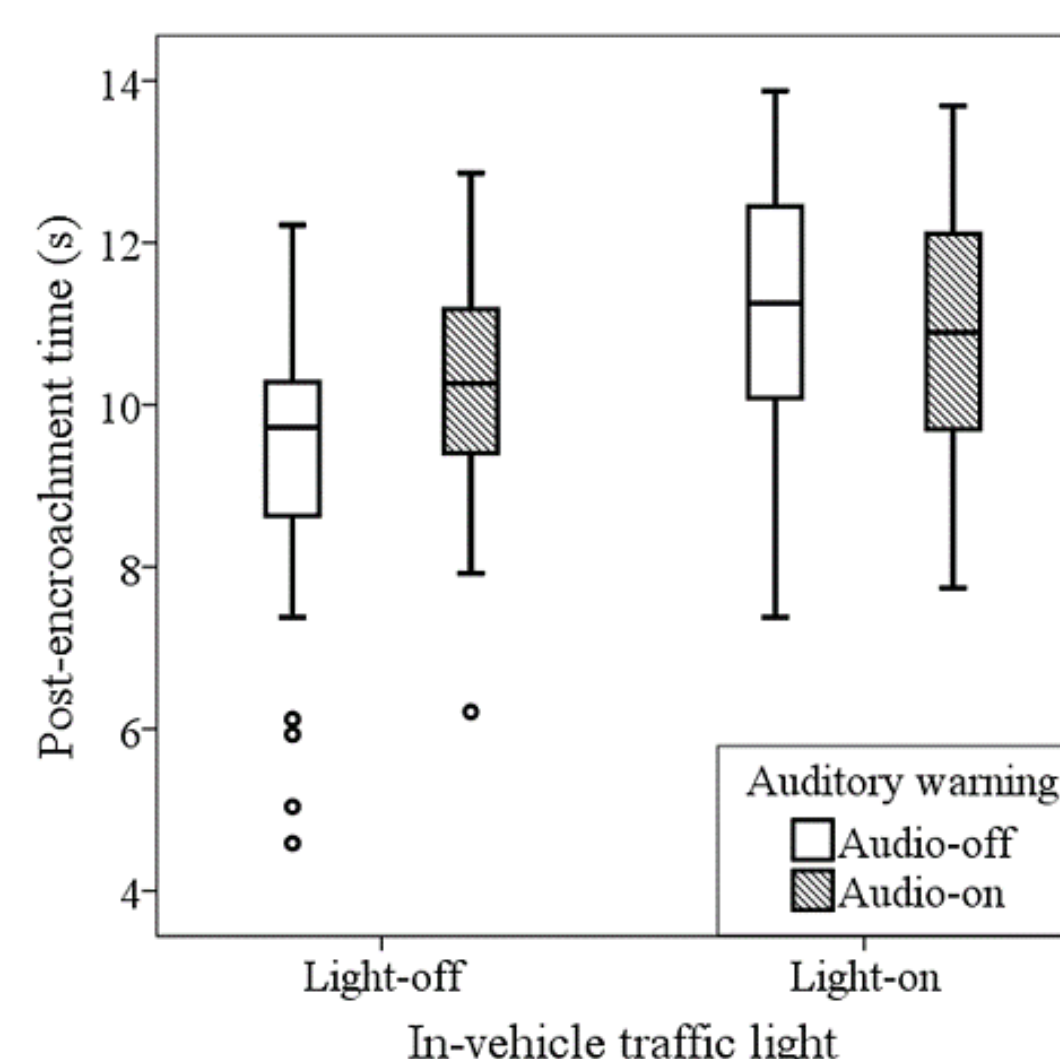 Post-encroachment time (s)
14
12
10
8
6
4
Auditory warning
Audio-off
Audio-on
Light-off Light-on
In-vehicle traffic light